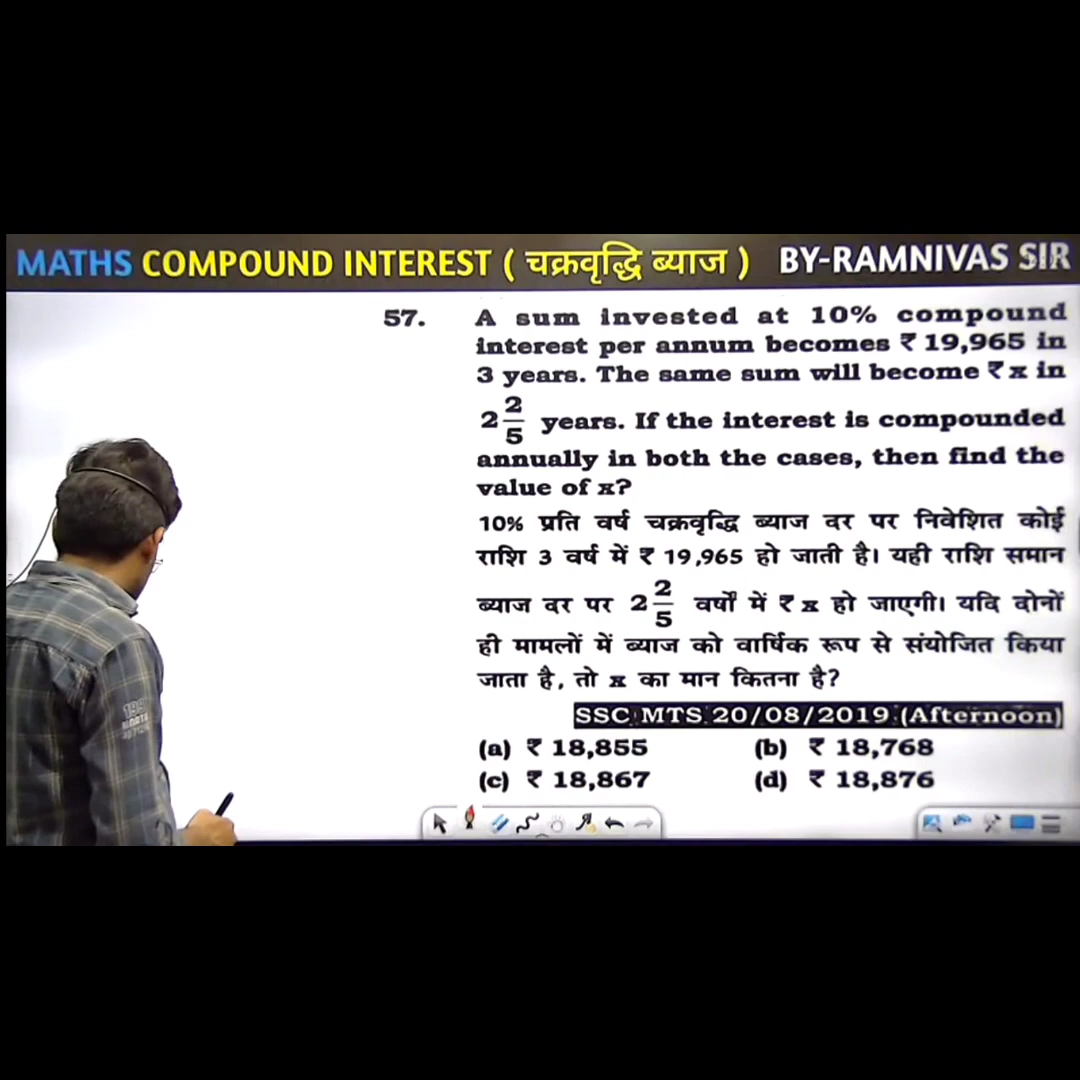 MATHS COMPOUND INTEREST ( चक्रवृद्धि ब्याज ) BY-RAMNIVAS SIR
57. A sum invested at 10% compound
interest per annum becomes ₹ 19,965 in
3 years. The same sum will become ₹ x in
2 2/5 years. If the interest is compounded
annually in both the cases, then find the
value of x?
10% प्रति वर्ष चक्रवृद्धि ब्याज दर पर निवेशित कोई
राशि 3 वर्ष में ₹ 19,965 हो जाती है। यही राशि समान
ब्याज दर पर 2 2/5 वर्षों में ₹ x हो जाएगी। यदि दोनों
ही मामलों में ब्याज को वार्षिक रूप से संयोजित किया
जाता है, तो x का मान कितना है?
SSC MTS 20/08/2019 (Afternoon)
(a) ₹ 18,855 (b) ₹ 18,768
(c) ₹ 18,867 (d) ₹ 18,876